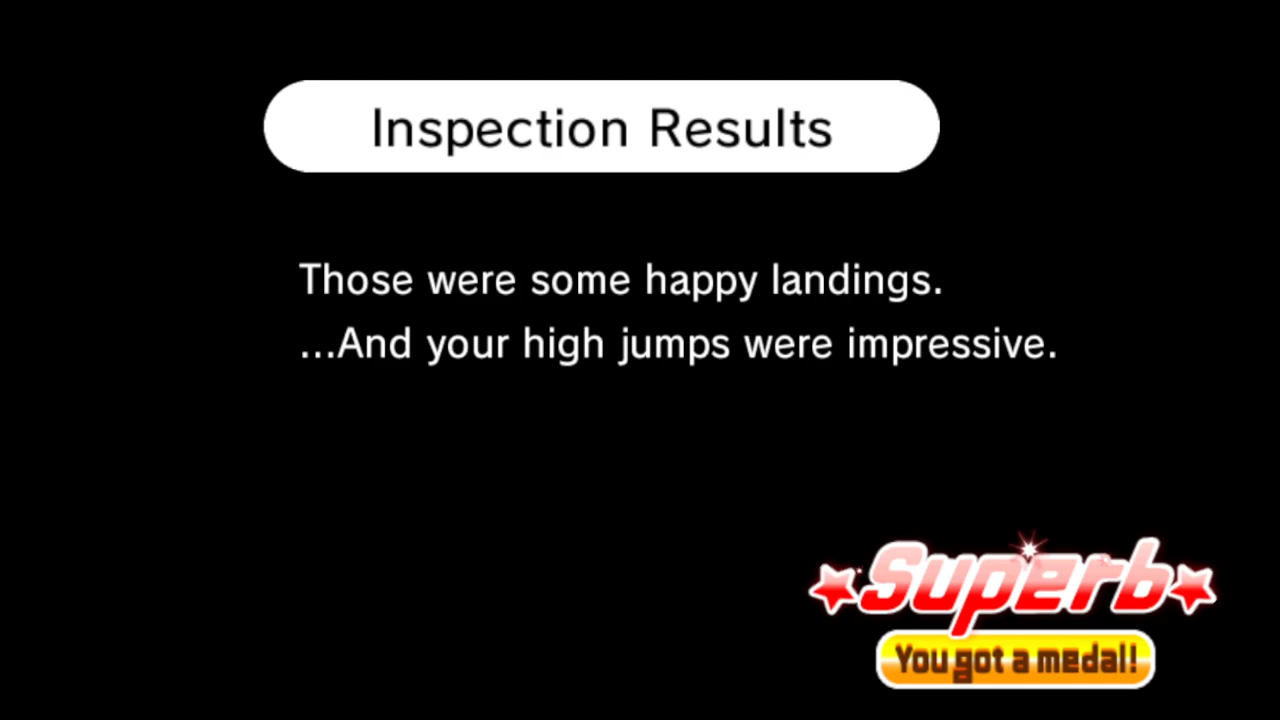 Inspection Results
Those were some happy landings.
...And your high jumps were impressive.
Superb
You got a medal!